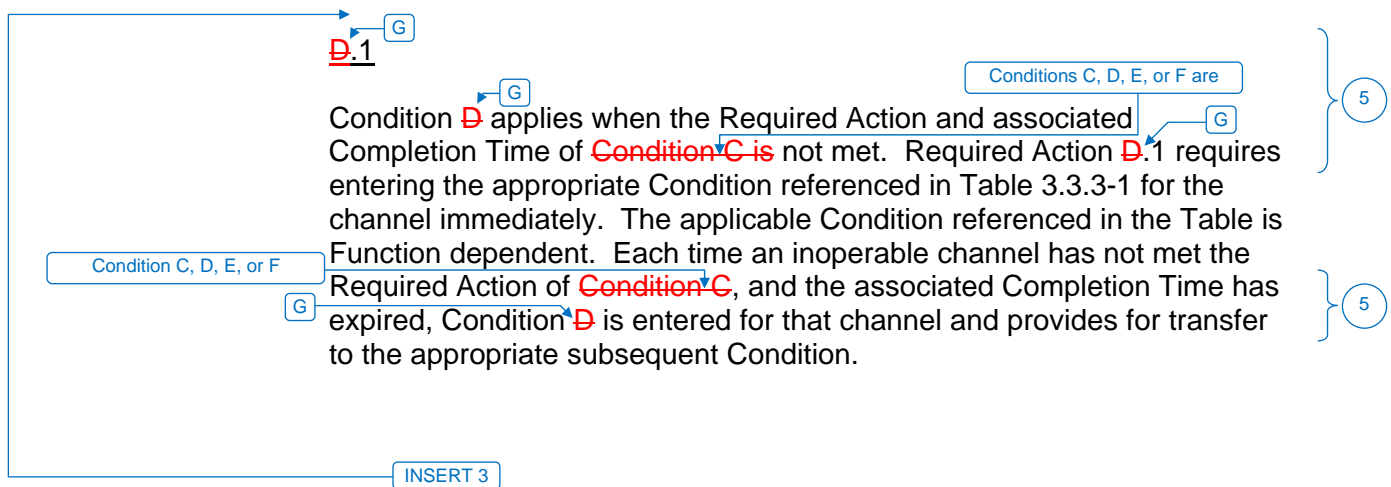 G
D.1
Conditions C, D, E, or F are
G
Condition D applies when the Required Action and associated
G
5
Completion Time of Condition C is not met. Required Action D.1 requires
entering the appropriate Condition referenced in Table 3.3.3-1 for the
channel immediately. The applicable Condition referenced in the Table is
Function dependent. Each time an inoperable channel has not met the
Condition C, D, E, or F
Required Action of Condition C, and the associated Completion Time has
G
5
expired, Condition D is entered for that channel and provides for transfer
to the appropriate subsequent Condition.
INSERT 3